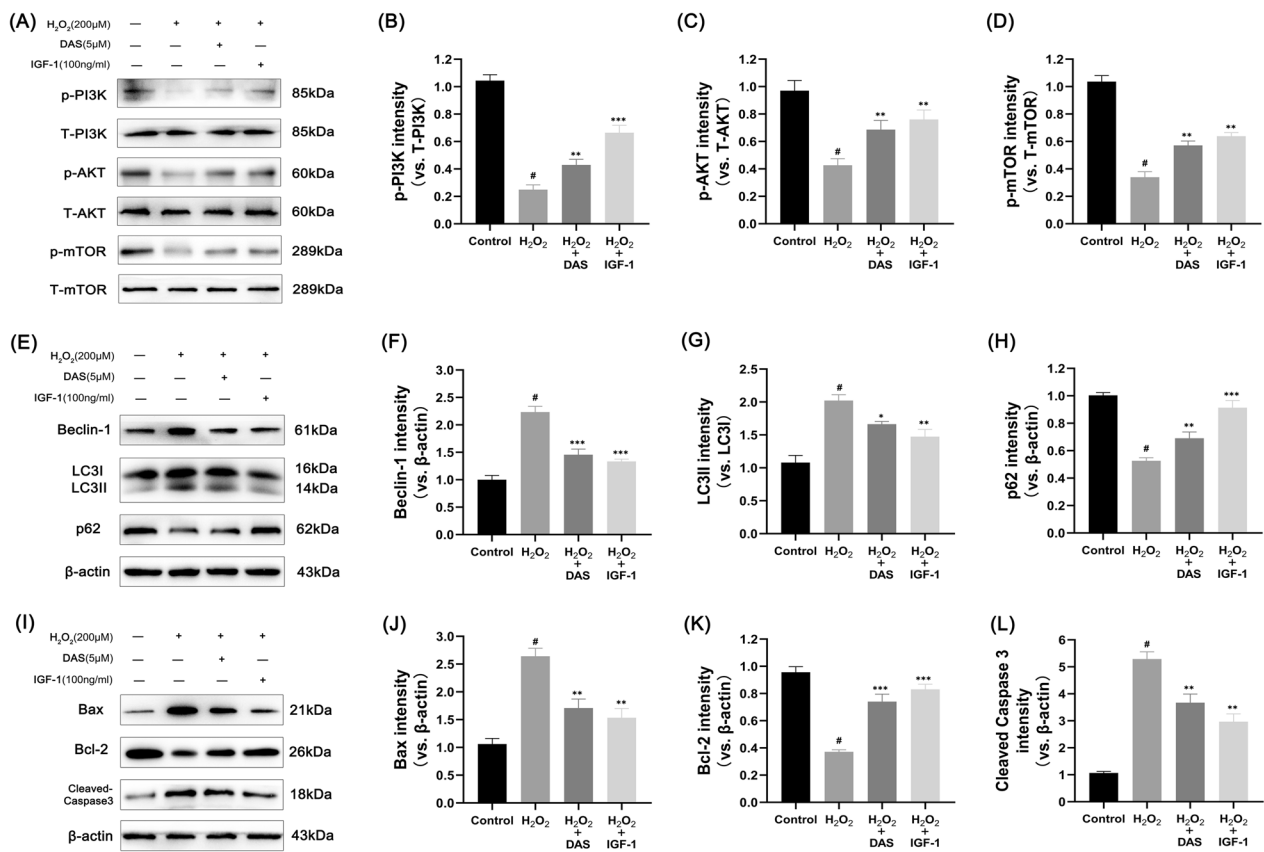 (A)
H₂O₂(200μM) — + + +
DAS(5μM) — — + —
IGF-1(100ng/ml) — — — +
p-PI3K 85kDa
T-PI3K 85kDa
p-AKT 60kDa
T-AKT 60kDa
p-mTOR 289kDa
T-mTOR 289kDa
(B)
p-PI3K intensity
(vs. T-PI3K)
1.2
1.0
0.8
0.6
0.4
0.2
0.0
#
**
***
Control
H₂O₂
H₂O₂
+
DAS
H₂O₂
+
IGF-1
(C)
p-AKT intensity
(vs. T-AKT)
1.2
1.0
0.8
0.6
0.4
0.2
0.0
#
**
**
Control
H₂O₂
H₂O₂
+
DAS
H₂O₂
+
IGF-1
(D)
p-mTOR intensity
(vs. T-mTOR)
1.2
1.0
0.8
0.6
0.4
0.2
0.0
#
**
**
Control
H₂O₂
H₂O₂
+
DAS
H₂O₂
+
IGF-1
(E)
H₂O₂(200μM) — + + +
DAS(5μM) — — + —
IGF-1(100ng/ml) — — — +
Beclin-1 61kDa
LC3I 16kDa
LC3II 14kDa
p62 62kDa
β-actin 43kDa
(F)
Beclin-1 intensity
(vs. β-actin)
3.0
2.5
2.0
1.5
1.0
0.5
0.0
#
***
***
Control
H₂O₂
H₂O₂
+
DAS
H₂O₂
+
IGF-1
(G)
LC3II intensity
(vs. LC3I)
2.5
2.0
1.5
1.0
0.5
0.0
#
*
**
Control
H₂O₂
H₂O₂
+
DAS
H₂O₂
+
IGF-1
(H)
p62 intensity
(vs. β-actin)
1.2
1.0
0.8
0.6
0.4
0.2
0.0
#
**
***
Control
H₂O₂
H₂O₂
+
DAS
H₂O₂
+
IGF-1
(I)
H₂O₂(200μM) — + + +
DAS(5μM) — — + —
IGF-1(100ng/ml) — — — +
Bax 21kDa
Bcl-2 26kDa
Cleaved-
Caspase3 18kDa
β-actin 43kDa
(J)
Bax intensity
(vs. β-actin)
3.0
2.5
2.0
1.5
1.0
0.5
0.0
#
**
**
Control
H₂O₂
H₂O₂
+
DAS
H₂O₂
+
IGF-1
(K)
Bcl-2 intensity
(vs. β-actin)
1.2
1.0
0.8
0.6
0.4
0.2
0.0
#
***
***
Control
H₂O₂
H₂O₂
+
DAS
H₂O₂
+
IGF-1
(L)
Cleaved Caspase 3
intensity
(vs. β-actin)
6
5
4
3
2
1
0
#
**
**
Control
H₂O₂
H₂O₂
+
DAS
H₂O₂
+
IGF-1